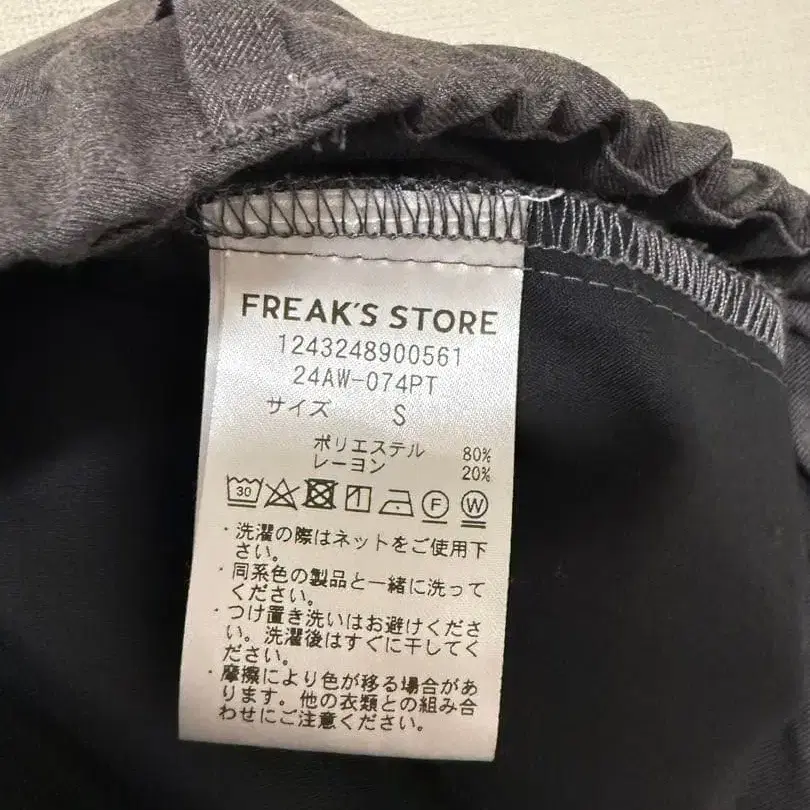 FREAK'S STORE
1243248900561
24AW-074PT
サイズ S
ポリエステル 80%
レーヨン 20%
30 F W
・洗濯の際はネットをご使用下
さい。
・同系色の製品と一緒に洗って
ください。
・つけ置き洗いはお避けくださ
い。洗濯後はすぐに干してく
ださい。
・摩擦により色が移る場合があ
ります。他の衣類との組み合
わせにご注意ください。